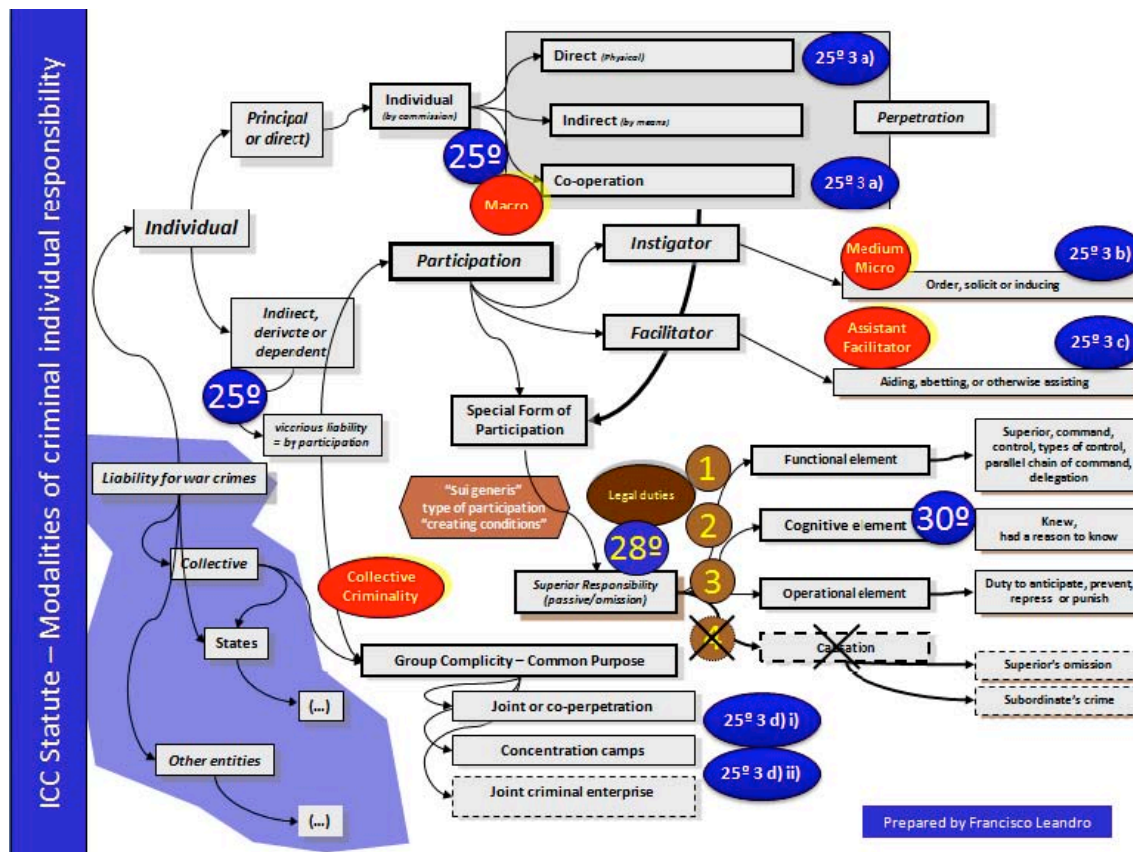 ICC Statute – Modalities of criminal individual responsibility
Direct (Physical)
25º 3 a)
Individual
(by commission)
Principal
or direct)
Indirect (by means)
Perpetration
25º
Co-operation
25º 3 a)
Macro
Individual
Instigator
Medium
Micro
25º 3 b)
Participation
Order, solicit or inducing
Indirect,
derivate or
dependent
Facilitator
Assistant
Facilitator
25º 3 c)
25º
Aiding, abetting, or otherwise assisting
viccrious liability
= by participation
Special Form of
Participation
Superior, command,
control, types of control,
parallel chain of command,
delegation
1
Functional element
Liability for war crimes
"Sui generis"
type of participation
"creating conditions"
Legal duties
2
Cognitive element
30º
Knew,
had a reason to know
28º
Collective
Collective
Criminality
Superior Responsibility
(passive/omission)
3
Operational element
Duty to anticipate, prevent,
repress or punish
States
4
Causation
Group Complicity – Common Purpose
Superior's omission
(...)
Joint or co-perpetration
25º 3 d) i)
Subordinate's crime
Other entities
Concentration camps
25º 3 d) ii)
Joint criminal enterprise
(...)
Prepared by Francisco Leandro